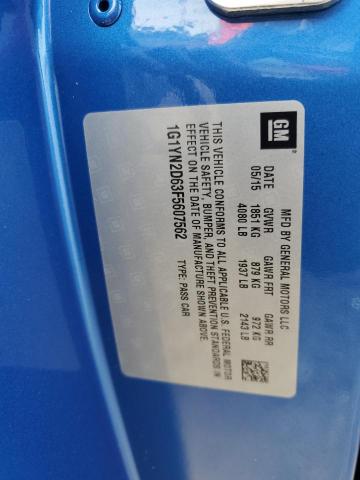 GM
MFD BY GENERAL MOTORS LLC
DATE GVWR GAWR FRT GAWR RR
05/15 1851 KG 879 KG 972 KG
4080 LB 1937 LB 2143 LB
THIS VEHICLE CONFORMS TO ALL APPLICABLE U.S. FEDERAL MOTOR
VEHICLE SAFETY, BUMPER, AND THEFT PREVENTION STANDARDS IN
EFFECT ON THE DATE OF MANUFACTURE SHOWN ABOVE.
1G1YN2D63F5607562
TYPE: PASS CAR